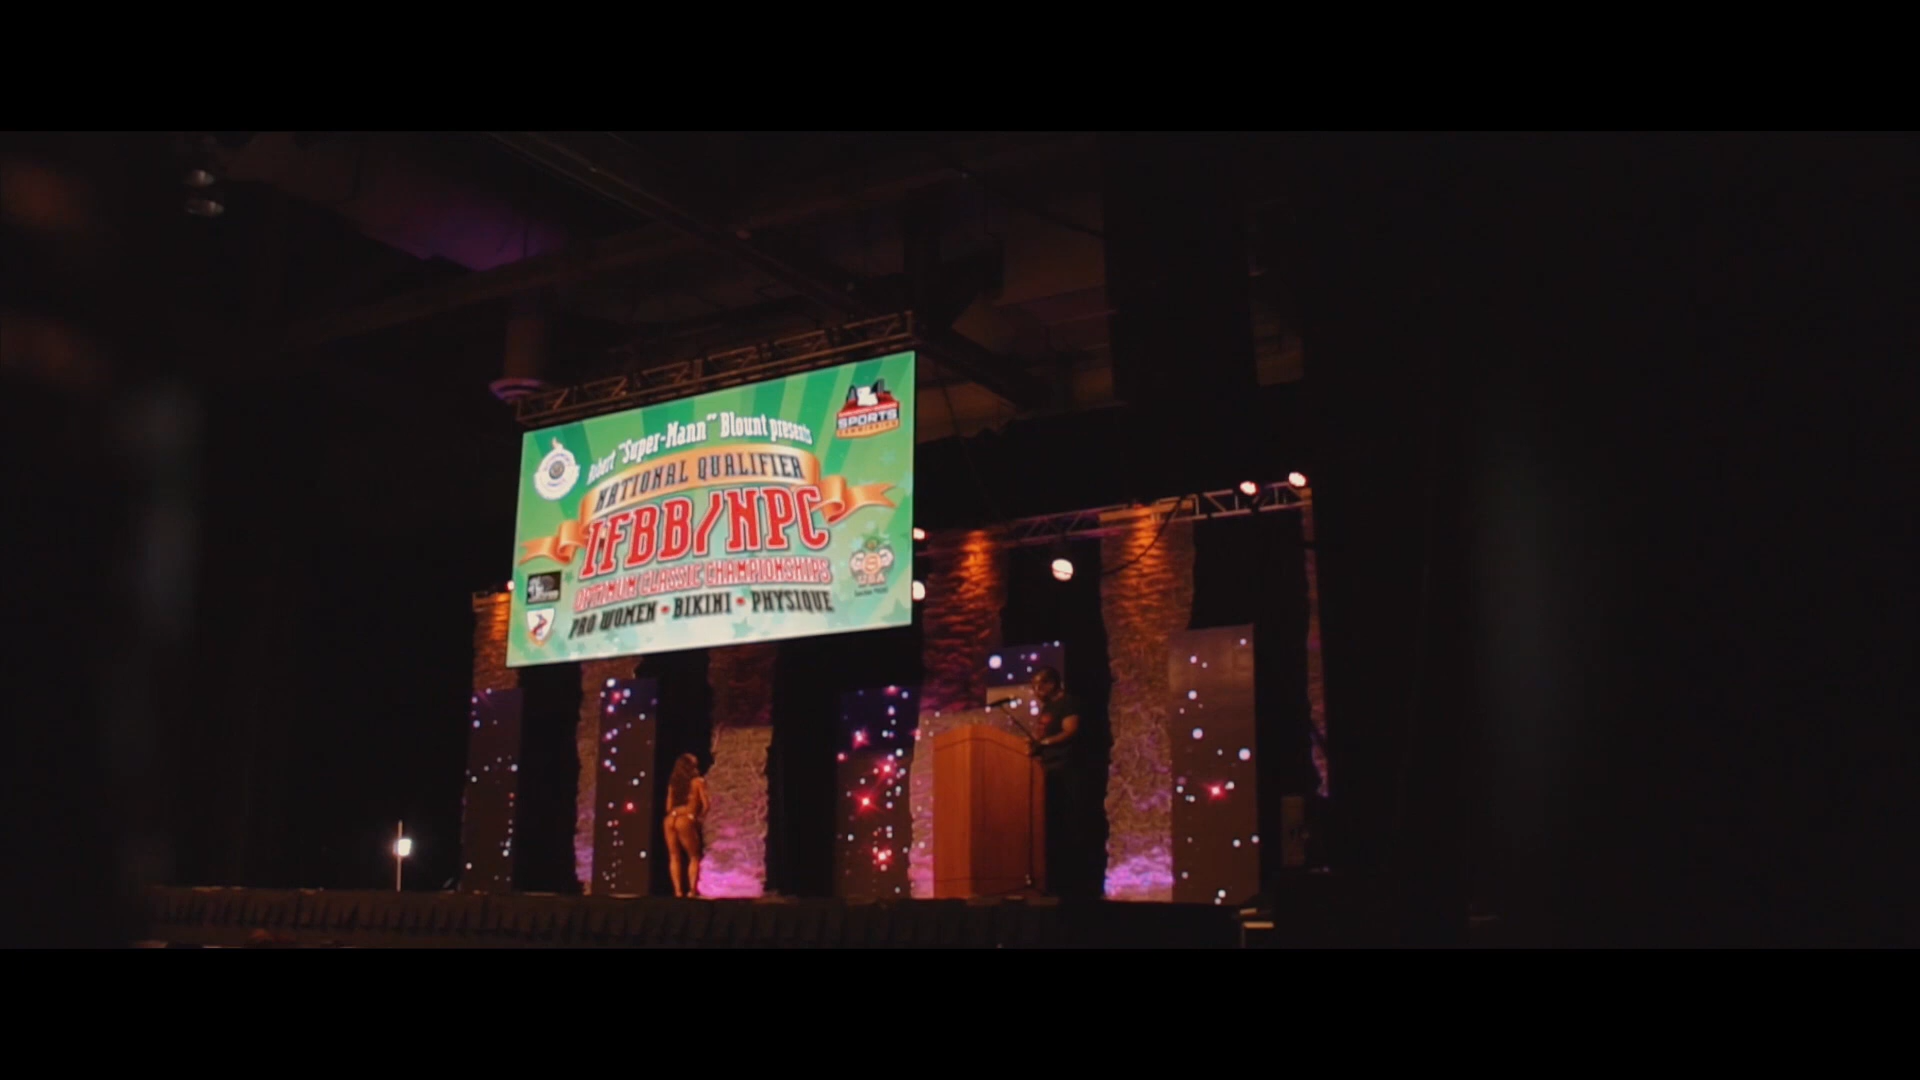 Robert "Super-Mann" Blount presents
NATIONAL QUALIFIER
IFBB/NPC
OPTIMUM CLASSIC CHAMPIONSHIPS
PRO WOMEN • BIKINI • PHYSIQUE
SPORTS